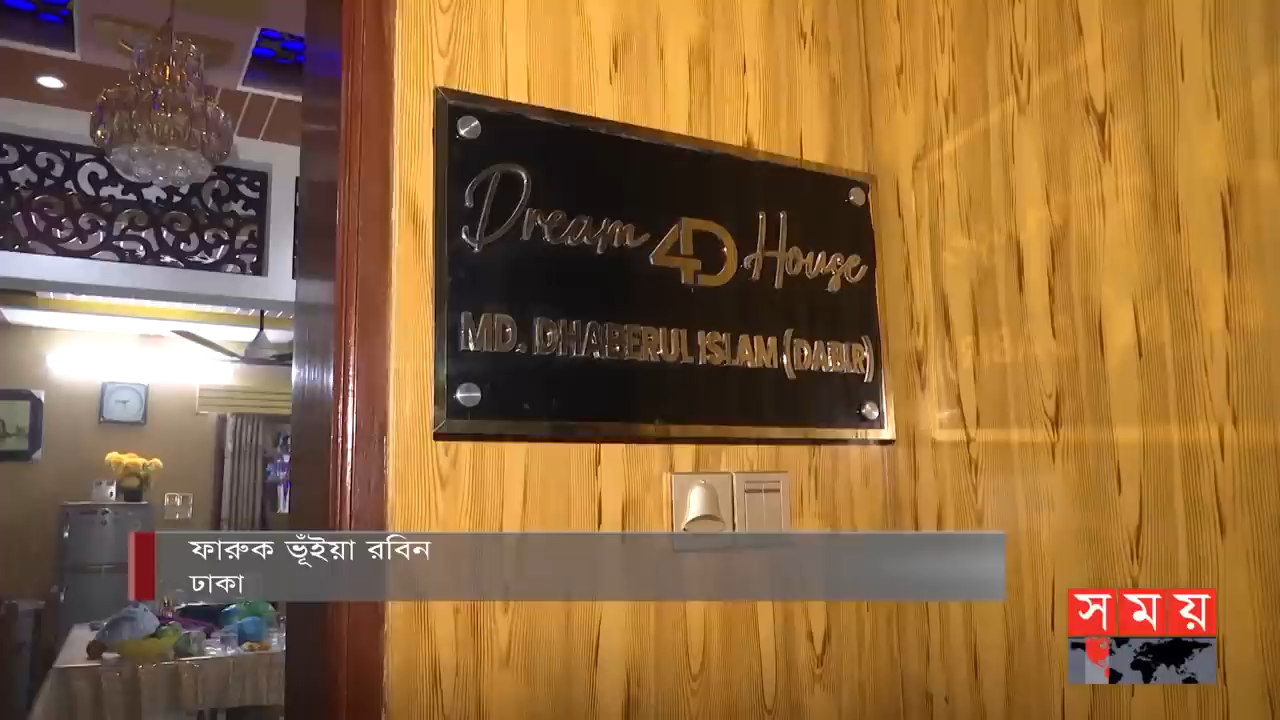 Dream 4D House
MD. DHABERUL ISLAM (DABIR)
ফারুক ভূঁইয়া রবিন
ঢাকা
সময়